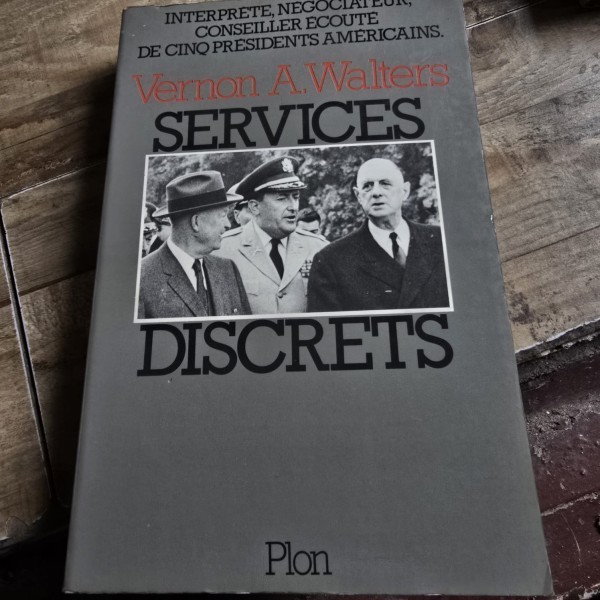 INTERPRÈTE, NÉGOCIATEUR,
CONSEILLER ÉCOUTÉ
DE CINQ PRÉSIDENTS AMÉRICAINS.
Vernon A. Walters
SERVICES
DISCRETS
Plon